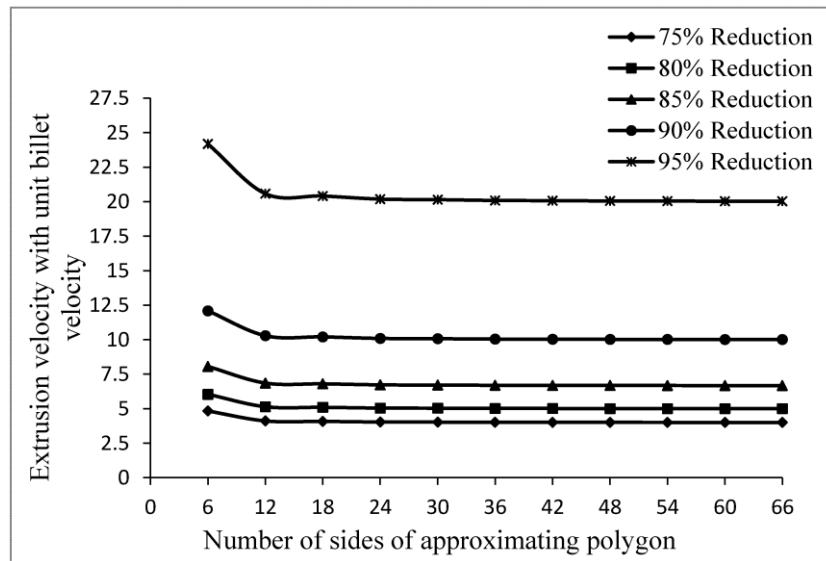 75% Reduction
80% Reduction
85% Reduction
90% Reduction
95% Reduction
Extrusion velocity with unit billet
velocity
27.5
25
22.5
20
17.5
15
12.5
10
7.5
5
2.5
0
0 6 12 18 24 30 36 42 48 54 60 66
Number of sides of approximating polygon